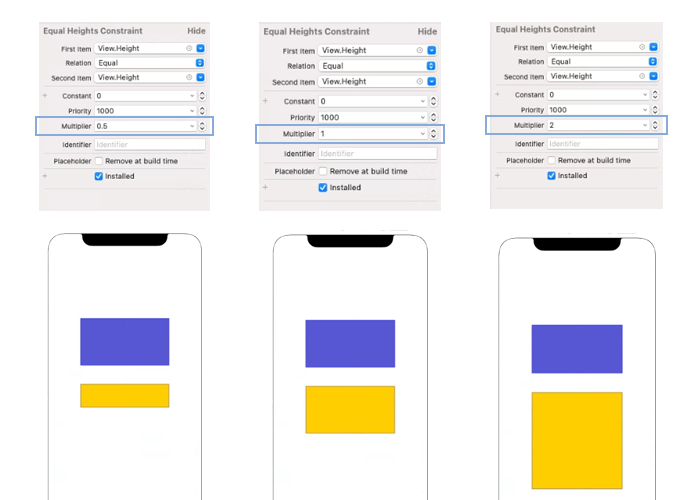 Equal Heights Constraint Hide
First Item View.Height
Relation Equal
Second Item View.Height
Constant 0
Priority 1000
Multiplier 0.5
Identifier Identifier
Placeholder Remove at build time
Installed
Equal Heights Constraint Hide
First Item View.Height
Relation Equal
Second Item View.Height
Constant 0
Priority 1000
Multiplier 1
Identifier Identifier
Placeholder Remove at build time
Installed
Equal Heights Constraint Hide
First Item View.Height
Relation Equal
Second Item View.Height
Constant 0
Priority 1000
Multiplier 2
Identifier Identifier
Placeholder Remove at build time
Installed